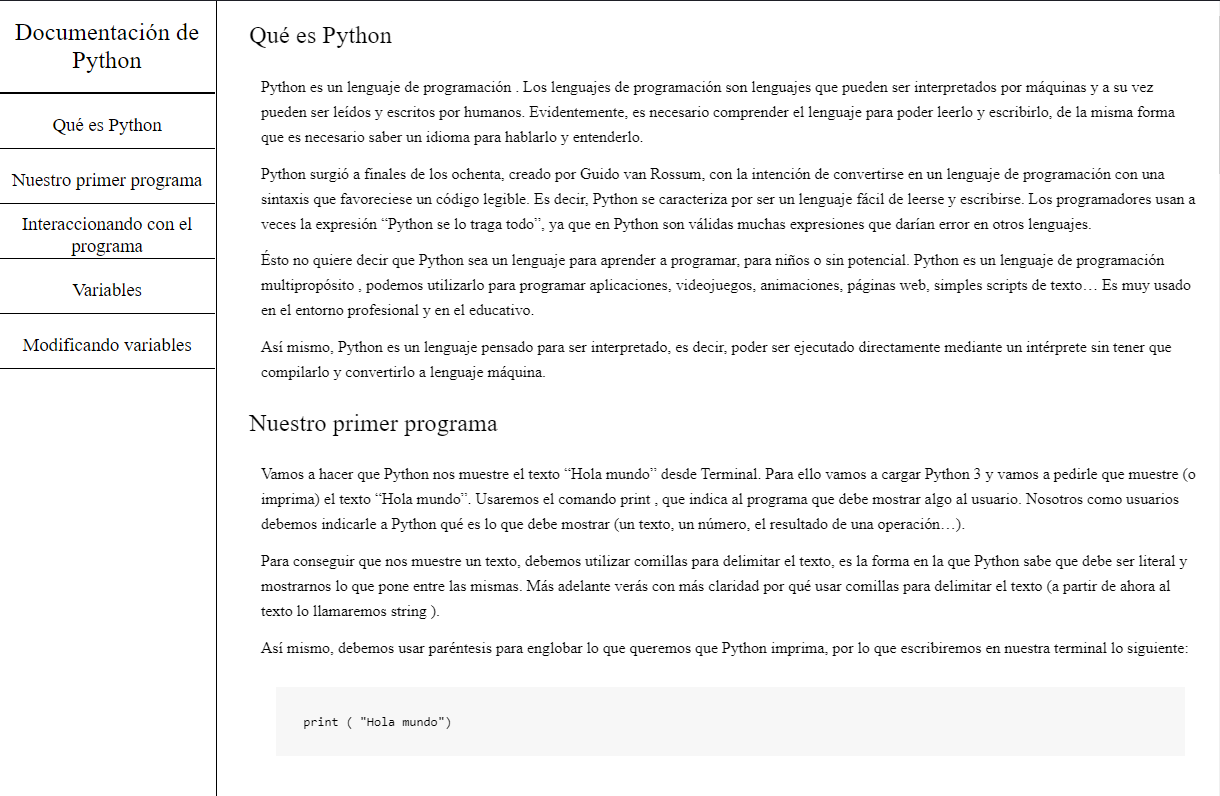 Documentación de
Python
Qué es Python
Nuestro primer programa
Interaccionando con el
programa
Variables
Modificando variables
Qué es Python
Python es un lenguaje de programación . Los lenguajes de programación son lenguajes que pueden ser interpretados por máquinas y a su vez
pueden ser leídos y escritos por humanos. Evidentemente, es necesario comprender el lenguaje para poder leerlo y escribirlo, de la misma forma
que es necesario saber un idioma para hablarlo y entenderlo.
Python surgió a finales de los ochenta, creado por Guido van Rossum, con la intención de convertirse en un lenguaje de programación con una
sintaxis que favoreciese un código legible. Es decir, Python se caracteriza por ser un lenguaje fácil de leerse y escribirse. Los programadores usan a
veces la expresión “Python se lo traga todo”, ya que en Python son válidas muchas expresiones que darían error en otros lenguajes.
Ésto no quiere decir que Python sea un lenguaje para aprender a programar, para niños o sin potencial. Python es un lenguaje de programación
multipropósito , podemos utilizarlo para programar aplicaciones, videojuegos, animaciones, páginas web, simples scripts de texto… Es muy usado
en el entorno profesional y en el educativo.
Así mismo, Python es un lenguaje pensado para ser interpretado, es decir, poder ser ejecutado directamente mediante un intérprete sin tener que
compilarlo y convertirlo a lenguaje máquina.
Nuestro primer programa
Vamos a hacer que Python nos muestre el texto “Hola mundo” desde Terminal. Para ello vamos a cargar Python 3 y vamos a pedirle que muestre (o
imprima) el texto “Hola mundo”. Usaremos el comando print , que indica al programa que debe mostrar algo al usuario. Nosotros como usuarios
debemos indicarle a Python qué es lo que debe mostrar (un texto, un número, el resultado de una operación…).
Para conseguir que nos muestre un texto, debemos utilizar comillas para delimitar el texto, es la forma en la que Python sabe que debe ser literal y
mostrarnos lo que pone entre las mismas. Más adelante verás con más claridad por qué usar comillas para delimitar el texto (a partir de ahora al
texto lo llamaremos string ).
Así mismo, debemos usar paréntesis para englobar lo que queremos que Python imprima, por lo que escribiremos en nuestra terminal lo siguiente:
print ( "Hola mundo")